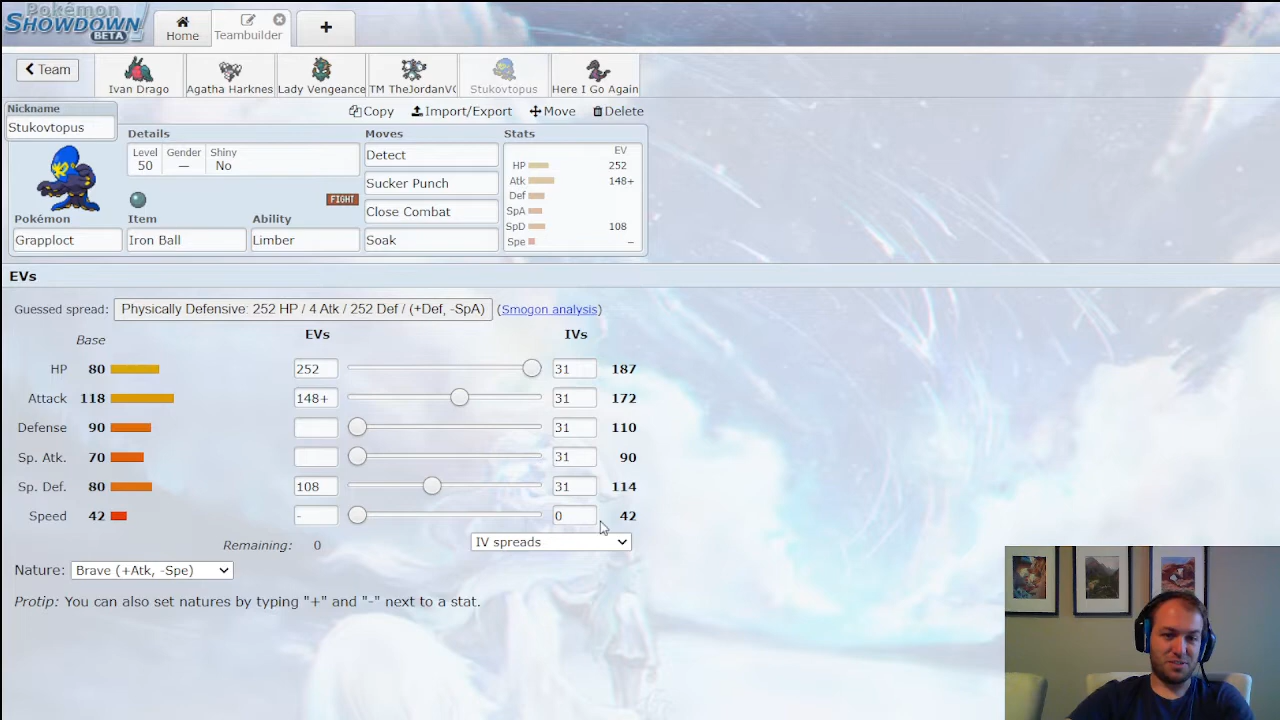 Pokémon
SHOWDOWN!
BETA
Home
Teambuilder
+
Team
Ivan Drago
Agatha Harknes
Lady Vengeance
TM TheJordanVG
Stukovtopus
Here I Go Again
Nickname
Stukovtopus
Copy Import/Export Move Delete
Details
Moves
Stats
Level Gender Shiny
50 — No
Detect
Sucker Punch
Close Combat
Soak
EV
HP 252
Atk 148+
Def
SpA
SpD 108
Spe –
FIGHT
Pokémon
Grapploct
Item
Iron Ball
Ability
Limber
EVs
Guessed spread: Physically Defensive: 252 HP / 4 Atk / 252 Def / (+Def, -SpA) (Smogon analysis)
Base EVs IVs
HP 80 252 31 187
Attack 118 148+ 31 172
Defense 90 31 110
Sp. Atk. 70 31 90
Sp. Def. 80 108 31 114
Speed 42 - 0 42
Remaining: 0
IV spreads
Nature: Brave (+Atk, -Spe)
Protip: You can also set natures by typing "+" and "-" next to a stat.